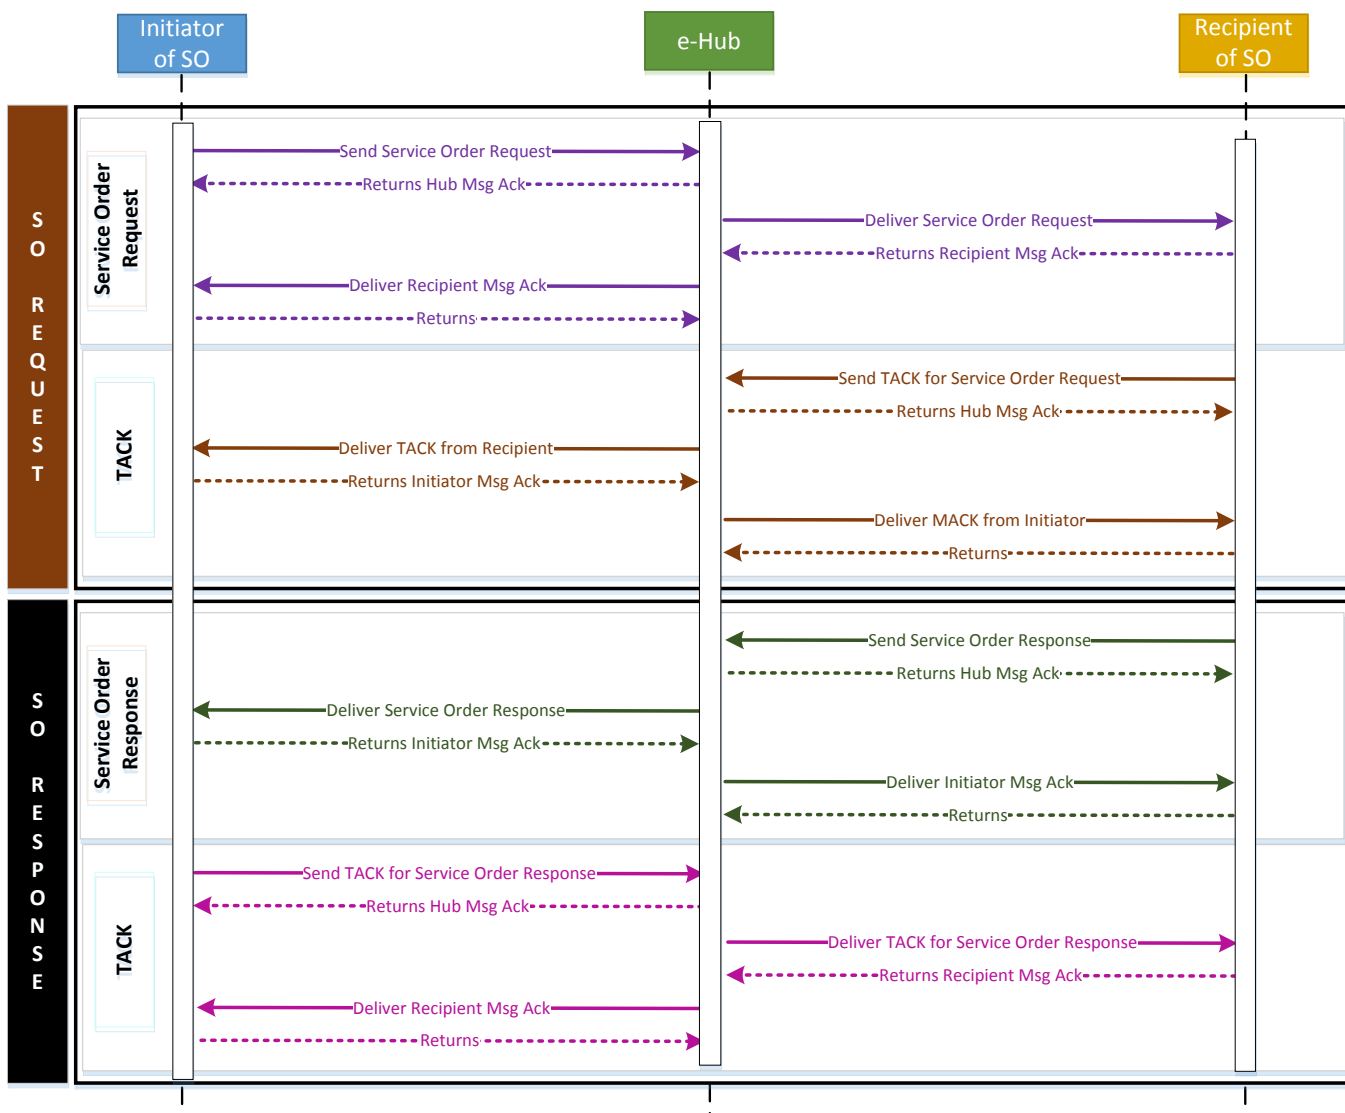 Initiator
of SO
e-Hub
Recipient
of SO
SO REQUEST
Service Order
Request
Send Service Order Request
Returns Hub Msg Ack
Deliver Service Order Request
Returns Recipient Msg Ack
Deliver Recipient Msg Ack
Returns
TACK
Send TACK for Service Order Request
Returns Hub Msg Ack
Deliver TACK from Recipient
Returns Initiator Msg Ack
Deliver MACK from Initiator
Returns
SO RESPONSE
Service Order
Response
Send Service Order Response
Returns Hub Msg Ack
Deliver Service Order Response
Returns Initiator Msg Ack
Deliver Initiator Msg Ack
Returns
TACK
Send TACK for Service Order Response
Returns Hub Msg Ack
Deliver TACK for Service Order Response
Returns Recipient Msg Ack
Deliver Recipient Msg Ack
Returns